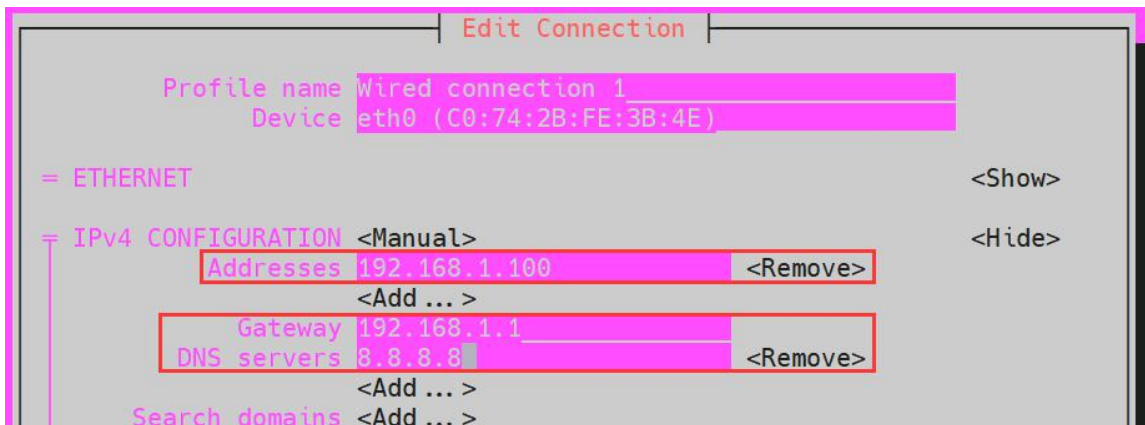 Edit Connection
Profile name Wired connection 1
Device eth0 (C0:74:2B:FE:3B:4E)
= ETHERNET <Show>
= IPv4 CONFIGURATION <Manual> <Hide>
Addresses 192.168.1.100 <Remove>
<Add...>
Gateway 192.168.1.1
DNS servers 8.8.8.8 <Remove>
<Add...>
Search domains <Add...>